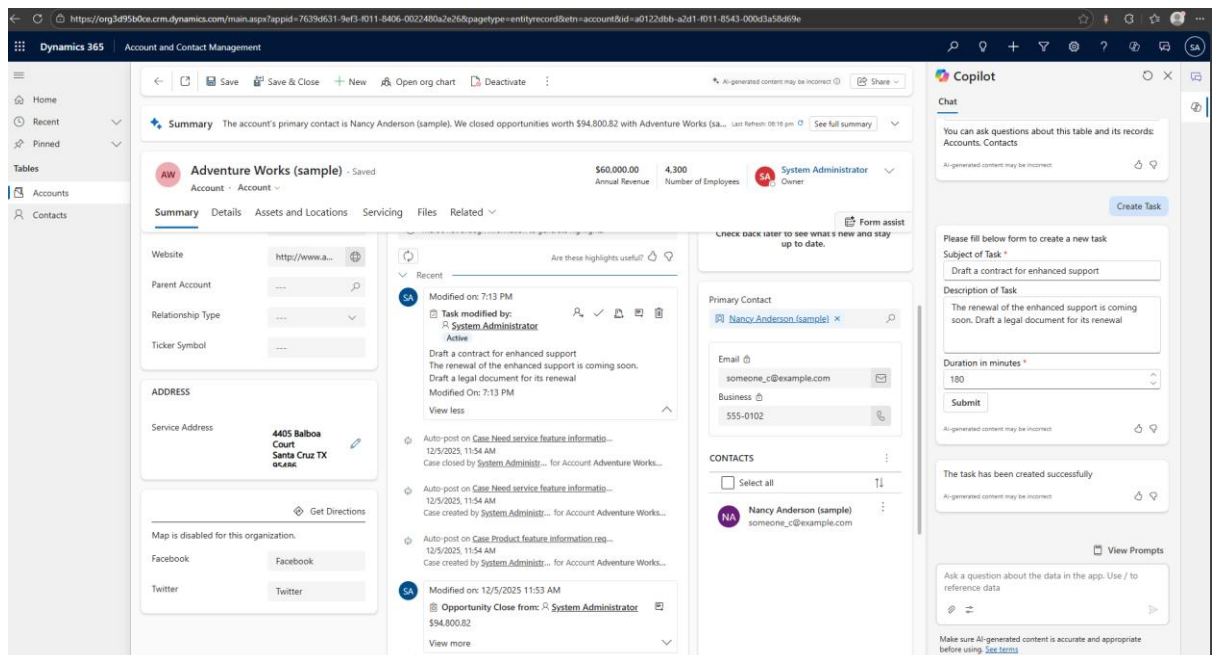 https://org3d95b0ce.crm.dynamics.com/main.aspx?appid=7639d631-9ef3-f011-8406-0022480a2e26&pagetype=entityrecord&etn=account&id=a0122dbb-a2d1-f011-8543-000d3a58d69e
Dynamics 365
Account and Contact Management
SA
Home
Recent
Pinned
Tables
Accounts
Contacts
Save
Save & Close
New
Open org chart
Deactivate
AI-generated content may be incorrect
Share
Summary
The account's primary contact is Nancy Anderson (sample). We closed opportunities worth $94.800.82 with Adventure Works (sa...
Last Refresh: 08:16 pm
See full summary
AW
Adventure Works (sample) - Saved
Account · Account
$60,000.00
Annual Revenue
4,300
Number of Employees
SA
System Administrator
Owner
Summary
Details
Assets and Locations
Servicing
Files
Related
Form assist
Website
http://www.a...
Parent Account
---
Relationship Type
---
Ticker Symbol
---
ADDRESS
Service Address
4405 Balboa
Court
Santa Cruz TX
Get Directions
Map is disabled for this organization.
Facebook
Facebook
Twitter
Twitter
Are these highlights useful?
Recent
SA
Modified on: 7:13 PM
Task modified by:
System Administrator
Active
Draft a contract for enhanced support
The renewal of the enhanced support is coming soon.
Draft a legal document for its renewal
Modified On: 7:13 PM
View less
Auto-post on Case Need service feature informatio...
12/5/2025, 11:54 AM
Case closed by System Administr... for Account Adventure Works...
Auto-post on Case Need service feature informatio...
12/5/2025, 11:54 AM
Case created by System Administr... for Account Adventure Works...
Auto-post on Case Product feature information req...
12/5/2025, 11:54 AM
Case created by System Administr... for Account Adventure Works...
SA
Modified on: 12/5/2025 11:53 AM
Opportunity Close from: System Administrator
$94.800.82
View more
Check back later to see what's new and stay
up to date.
Primary Contact
Nancy Anderson (sample)
Email
someone_c@example.com
Business
555-0102
CONTACTS
Select all
NA
Nancy Anderson (sample)
someone_c@example.com
Copilot
Chat
You can ask questions about this table and its records:
Accounts, Contacts
AI-generated content may be incorrect
Create Task
Please fill below form to create a new task
Subject of Task *
Draft a contract for enhanced support
Description of Task
The renewal of the enhanced support is coming
soon. Draft a legal document for its renewal
Duration in minutes *
180
Submit
AI-generated content may be incorrect
The task has been created successfully
AI-generated content may be incorrect
View Prompts
Ask a question about the data in the app. Use / to
reference data
Make sure AI-generated content is accurate and appropriate
before using. See terms